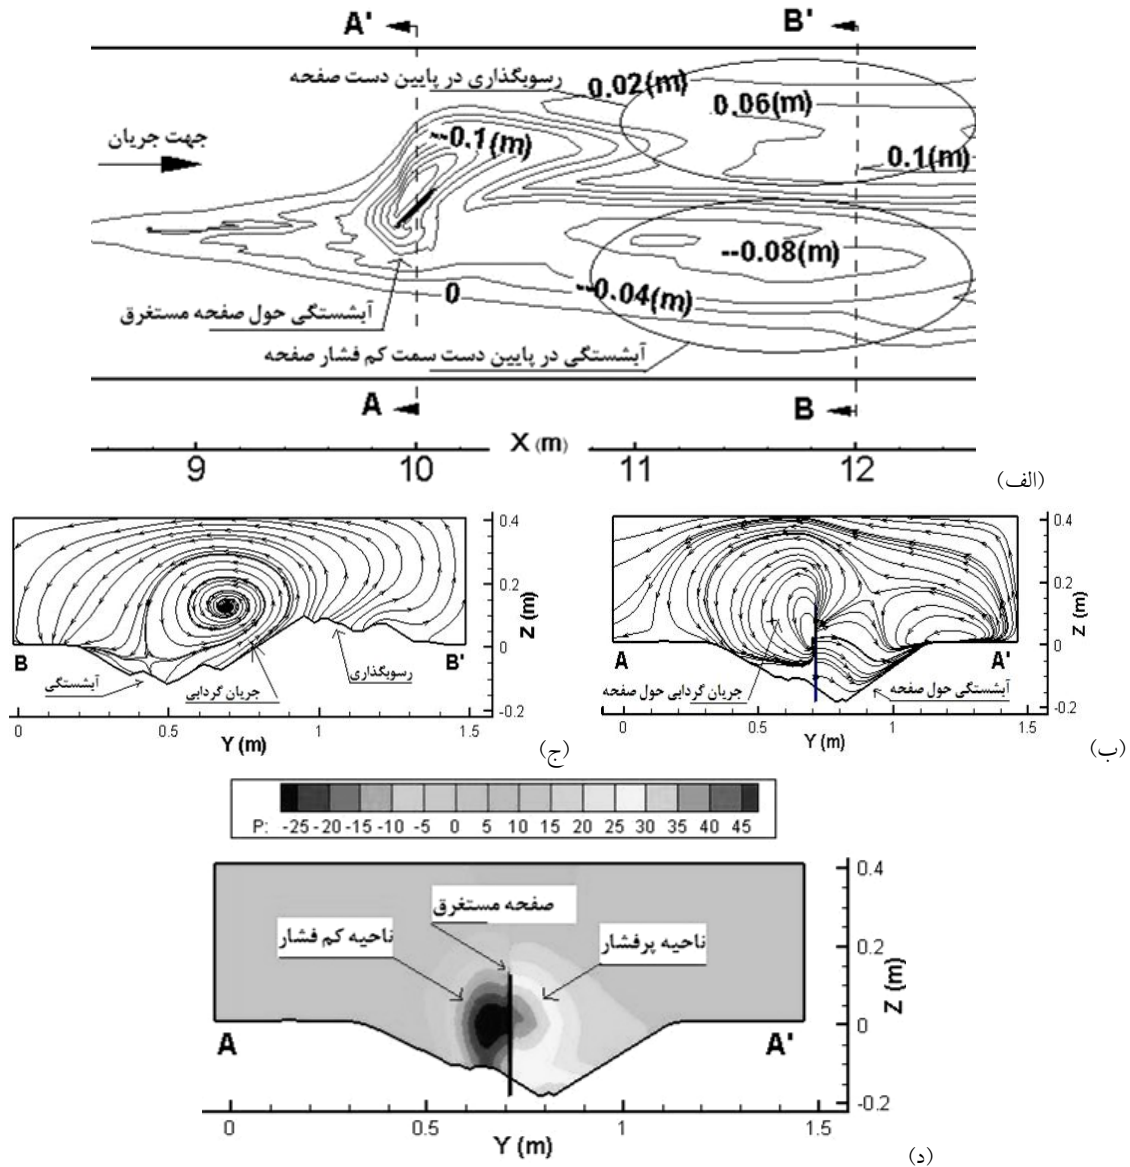 A' B'
رسوبگذاری در پایین دست صفحه
0.02(m)
0.06(m)
--0.1(m)
جهت جریان
0.1(m)
--0.08(m)
0
--0.04(m)
آبشستگی حول صفحه مستغرق
آبشستگی در پایین دست سمت کم فشار صفحه
A B
X (m)
9 10 11 12
(الف)
0.4
0.2
0
-0.2
Z (m)
B B'
آبشستگی
جریان گردابی
رسوبگذاری
0 0.5 1 1.5
Y (m)
(ج)
0.4
0.2
0
-0.2
Z (m)
A A'
جریان گردابی حول صفحه
آبشستگی حول صفحه
0 0.5 1 1.5
Y (m)
(ب)
P: -25 -20 -15 -10 -5 0 5 10 15 20 25 30 35 40 45
صفحه مستغرق
ناحیه کم فشار
ناحیه پرفشار
0.4
0.2
0
-0.2
Z (m)
A A'
0 0.5 1 1.5
Y (m)
(د)